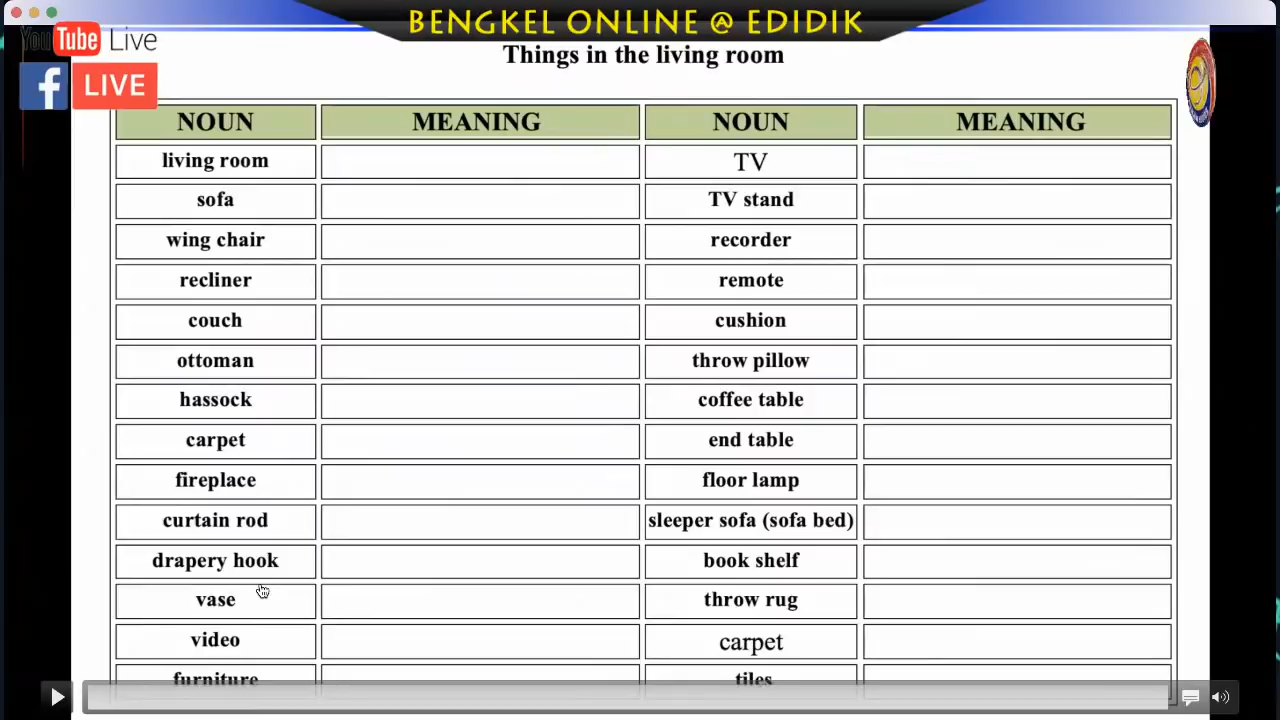 BENGKEL ONLINE @ EDIDIK
YouTube Live
f LIVE
Things in the living room
NOUN MEANING NOUN MEANING
living room TV
sofa TV stand
wing chair recorder
recliner remote
couch cushion
ottoman throw pillow
hassock coffee table
carpet end table
fireplace floor lamp
curtain rod sleeper sofa (sofa bed)
drapery hook book shelf
vase throw rug
video carpet
furniture tiles